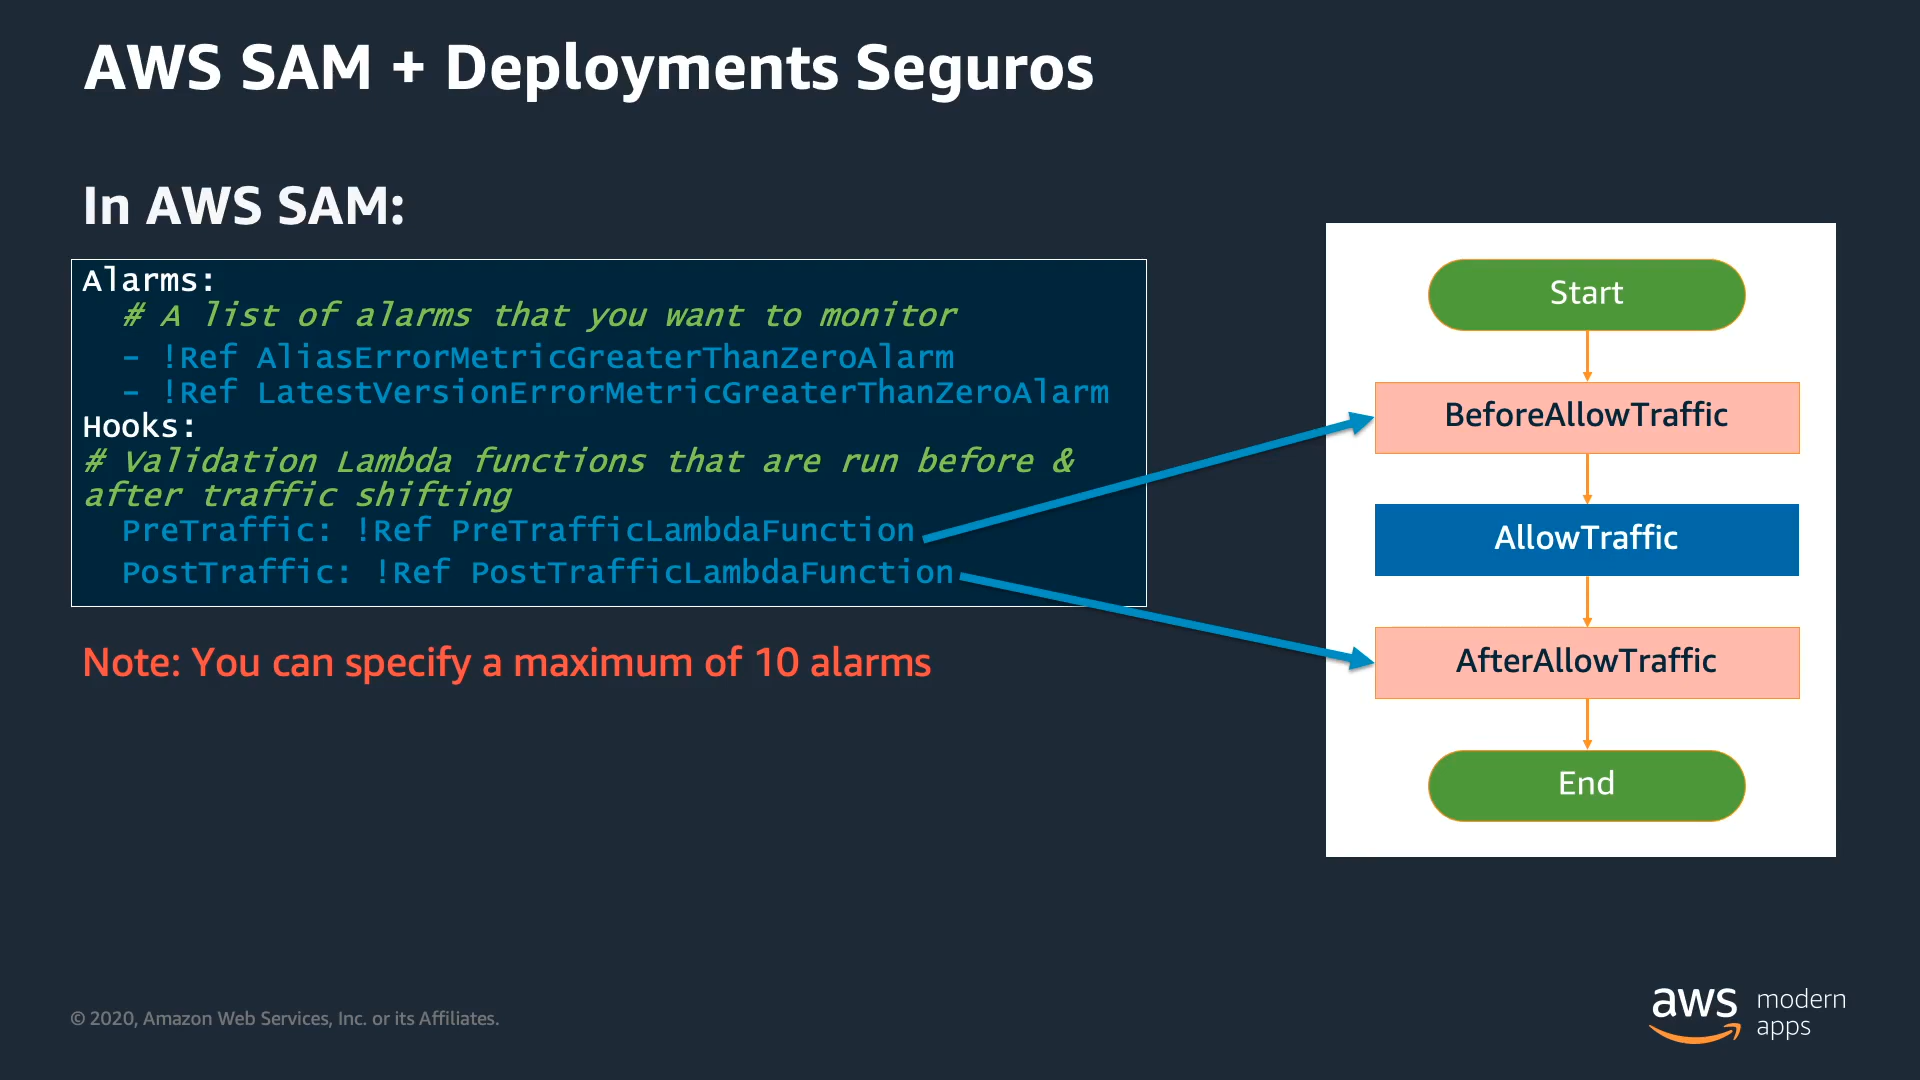 AWS SAM + Deployments Seguros
In AWS SAM:
Alarms:
# A list of alarms that you want to monitor
- !Ref AliasErrorMetricGreaterThanZeroAlarm
- !Ref LatestVersionErrorMetricGreaterThanZeroAlarm
Hooks:
# Validation Lambda functions that are run before &
after traffic shifting
PreTraffic: !Ref PreTrafficLambdaFunction
PostTraffic: !Ref PostTrafficLambdaFunction
Note: You can specify a maximum of 10 alarms
Start
BeforeAllowTraffic
AllowTraffic
AfterAllowTraffic
End
© 2020, Amazon Web Services, Inc. or its Affiliates.
aws
modern
apps